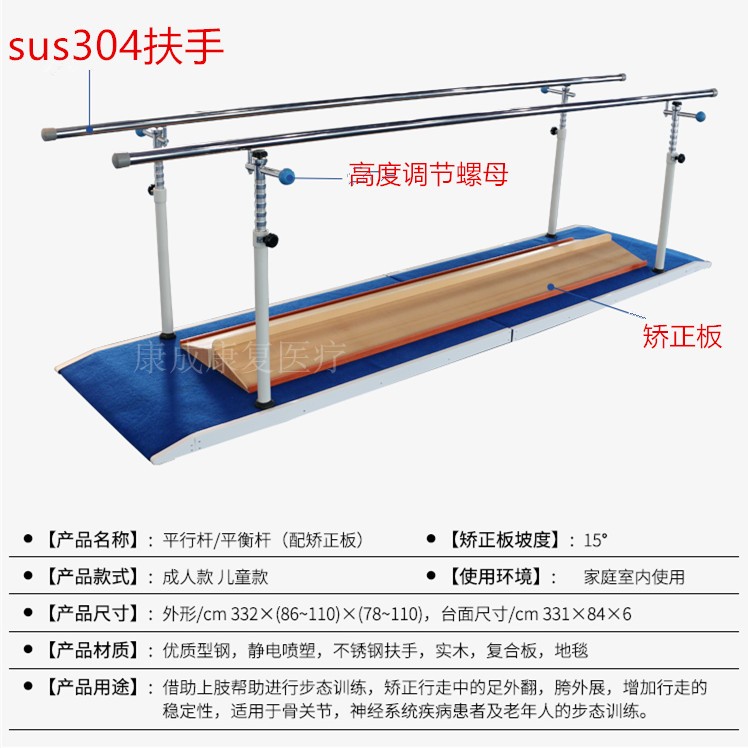 sus304扶手
高度调节螺母
矫正板
康成康复医疗
●【产品名称】：平行杆/平衡杆（配矫正板）
●【矫正板坡度】：15°
●【产品款式】：成人款 儿童款
●【使用环境】： 家庭室内使用
●【产品尺寸】：外形/cm 332×(86~110)×(78~110)，台面尺寸/cm 331×84×6
●【产品材质】：优质型钢，静电喷塑，不锈钢扶手，实木，复合板，地毯
●【产品用途】：借助上肢帮助进行步态训练，矫正行走中的足外翻，胯外展，增加行走的
稳定性，适用于骨关节，神经系统疾病患者及老年人的步态训练。